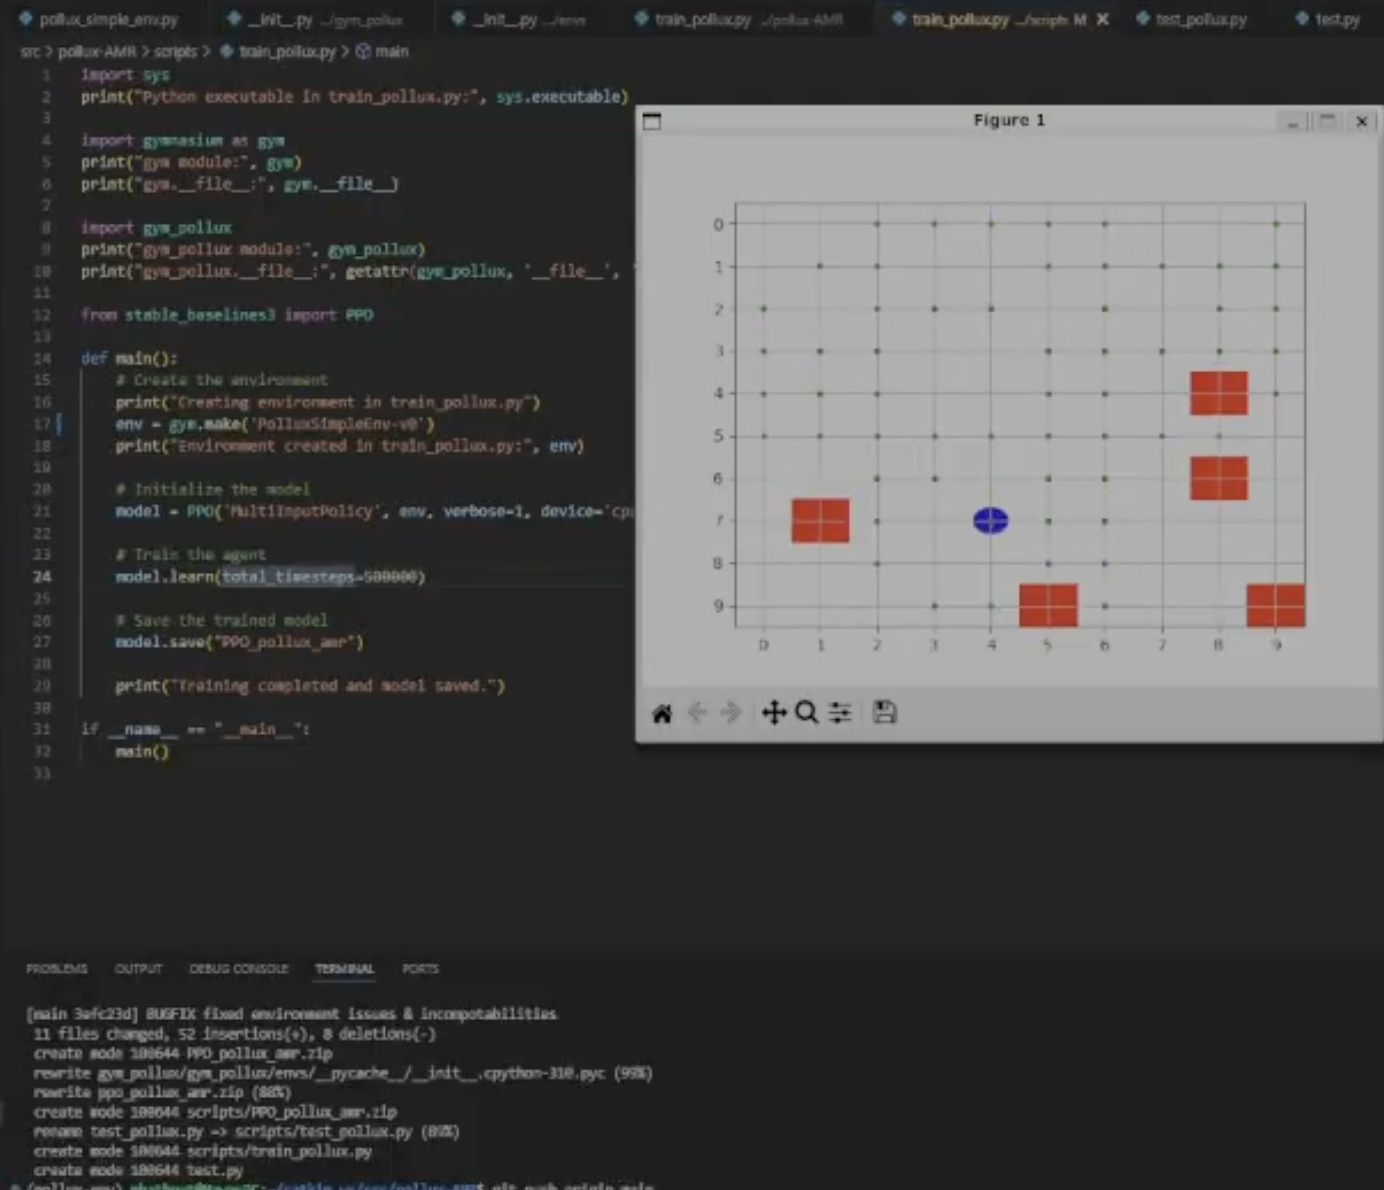 pollux_simple_env.py __init__.py .../gym_pollux __init__.py .../envs train_pollux.py .../pollux-AMR train_pollux.py .../scripts M test_pollux.py test.py
src > pollux-AMR > scripts > train_pollux.py > main
1 import sys
2 print("Python executable in train_pollux.py:", sys.executable)
3
4 import gymnasium as gym
5 print("gym module:", gym)
6 print("gym.__file__:", gym.__file__)
7
8 import gym_pollux
9 print("gym_pollux module:", gym_pollux)
10 print("gym_pollux.__file__:", getattr(gym_pollux, '__file__', '
11
12 from stable_baselines3 import PPO
13
14 def main():
15 # Create the environment
16 print("Creating environment in train_pollux.py")
17 env = gym.make('PolluxSimpleEnv-v0')
18 print("Environment created in train_pollux.py:", env)
19
20 # Initialize the model
21 model = PPO('MultiInputPolicy', env, verbose=1, device='cpu
22
23 # Train the agent
24 model.learn(total_timesteps=500000)
25
26 # Save the trained model
27 model.save("PPO_pollux_amr")
28
29 print("Training completed and model saved.")
30
31 if __name__ == "__main__":
32 main()
33
Figure 1
0
1
2
3
4
5
6
7
8
9
0 1 2 3 4 5 6 7 8 9
PROBLEMS OUTPUT DEBUG CONSOLE TERMINAL PORTS
[main 3efc23d] BUGFIX fixed environment issues & incompotabilities
11 files changed, 52 insertions(+), 8 deletions(-)
create mode 100644 PPO_pollux_amr.zip
rewrite gym_pollux/gym_pollux/envs/__pycache__/__init__.cpython-310.pyc (99%)
rewrite ppo_pollux_amr.zip (88%)
create mode 100644 scripts/PPO_pollux_amr.zip
rename test_pollux.py => scripts/test_pollux.py (89%)
create mode 100644 scripts/train_pollux.py
create mode 100644 test.py
git push origin main